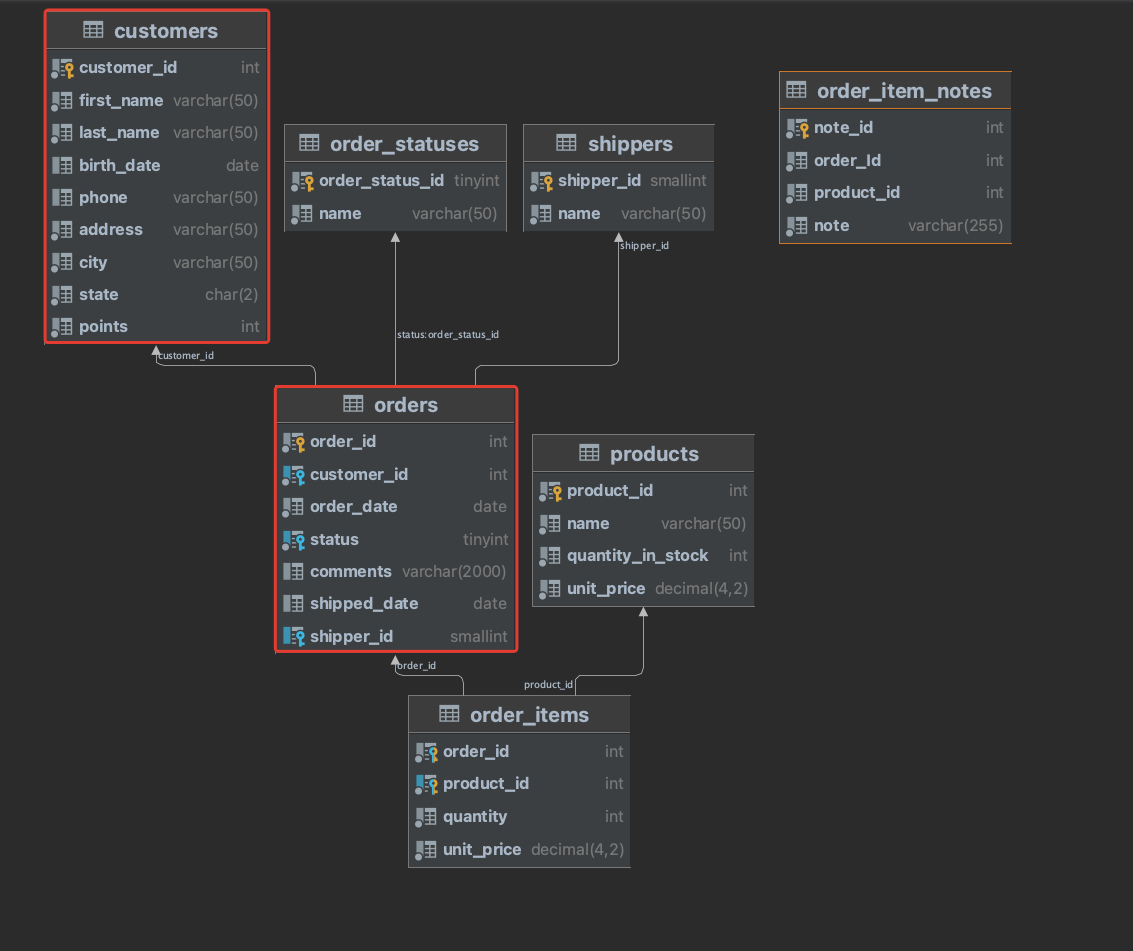 customers
customer_id int
first_name varchar(50)
last_name varchar(50)
birth_date date
phone varchar(50)
address varchar(50)
city varchar(50)
state char(2)
points int
order_statuses
order_status_id tinyint
name varchar(50)
shippers
shipper_id smallint
name varchar(50)
order_item_notes
note_id int
order_Id int
product_id int
note varchar(255)
shipper_id
status:order_status_id
customer_id
orders
order_id int
customer_id int
order_date date
status tinyint
comments varchar(2000)
shipped_date date
shipper_id smallint
products
product_id int
name varchar(50)
quantity_in_stock int
unit_price decimal(4,2)
order_id
product_id
order_items
order_id int
product_id int
quantity int
unit_price decimal(4,2)